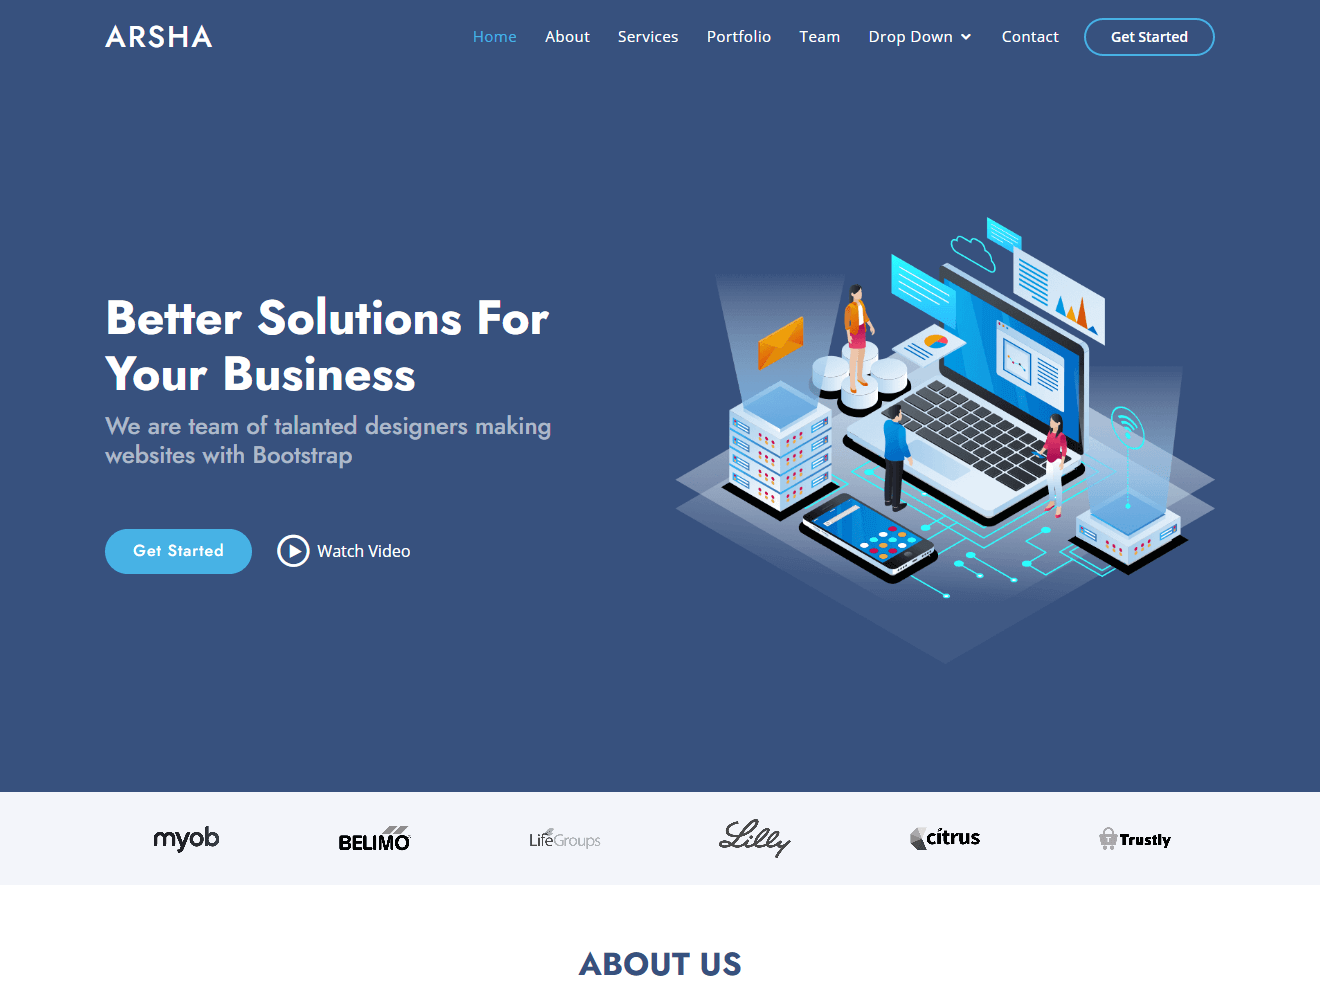 ARSHA
Home
About
Services
Portfolio
Team
Drop Down
Contact
Get Started
Better Solutions For
Your Business
We are team of talanted designers making
websites with Bootstrap
Get Started
Watch Video
myob
BELIMO
LifeGroups
Lilly
citrus
Trustly
ABOUT US